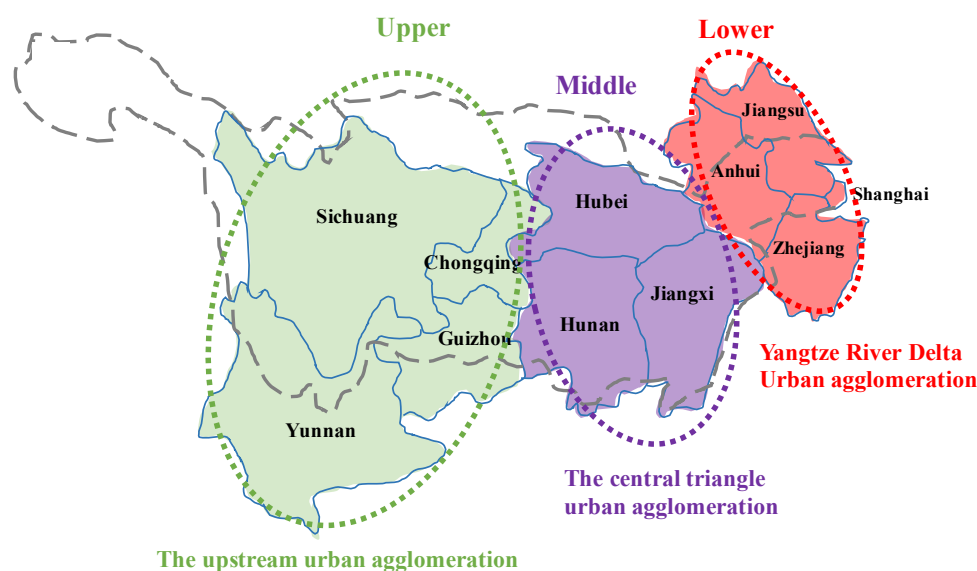 Upper
Middle
Lower
Jiangsu
Anhui
Shanghai
Zhejiang
Hubei
Jiangxi
Hunan
Sichuang
Chongqing
Guizhou
Yunnan
Yangtze River Delta
Urban agglomeration
The central triangle
urban agglomeration
The upstream urban agglomeration